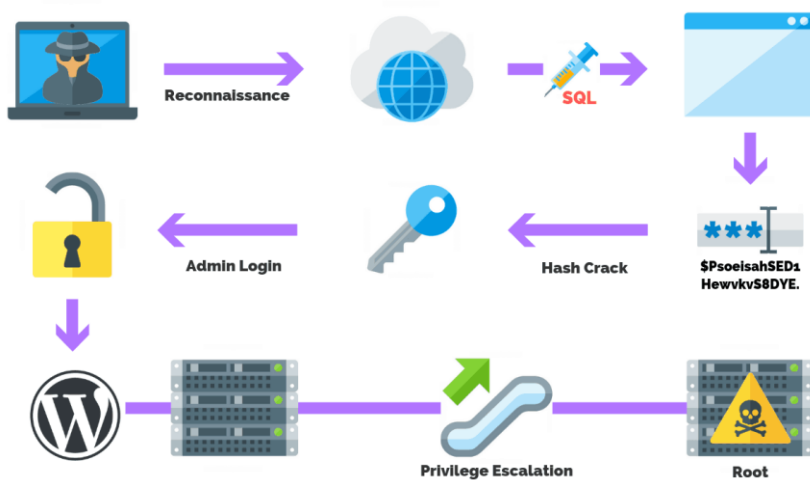 Reconnaissance
SQL
***
$PsoeisahSED1
HewvkvS8DYE.
Hash Crack
Admin Login
W
Privilege Escalation
Root